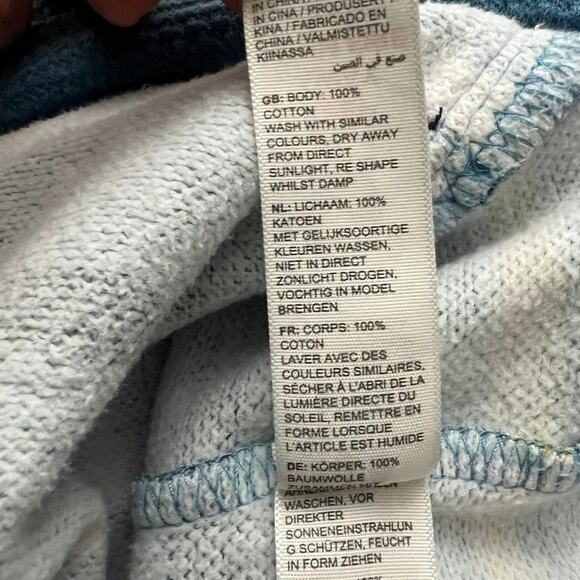 IN CINA / PRODUSE IN
KINA / FABRICADO EN
CHINA / VALMISTETTU
KIINASSA
صنع في الصين
GB: BODY: 100%
COTTON
WASH WITH SIMILAR
COLOURS, DRY AWAY
FROM DIRECT
SUNLIGHT, RE SHAPE
WHILST DAMP
NL: LICHAAM: 100%
KATOEN
MET GELIJKSOORTIGE
KLEUREN WASSEN,
NIET IN DIRECT
ZONLICHT DROGEN,
VOCHTIG IN MODEL
BRENGEN
FR: CORPS: 100%
COTON
LAVER AVEC DES
COULEURS SIMILAIRES,
SÉCHER À L'ABRI DE LA
LUMIÈRE DIRECTE DU
SOLEIL, REMETTRE EN
FORME LORSQUE
L'ARTICLE EST HUMIDE
DE: KÖRPER: 100%
BAUMWOLLE
WASCHEN, VOR
DIREKTER
SONNENEINSTRAHLUN
G SCHÜTZEN, FEUCHT
IN FORM ZIEHEN